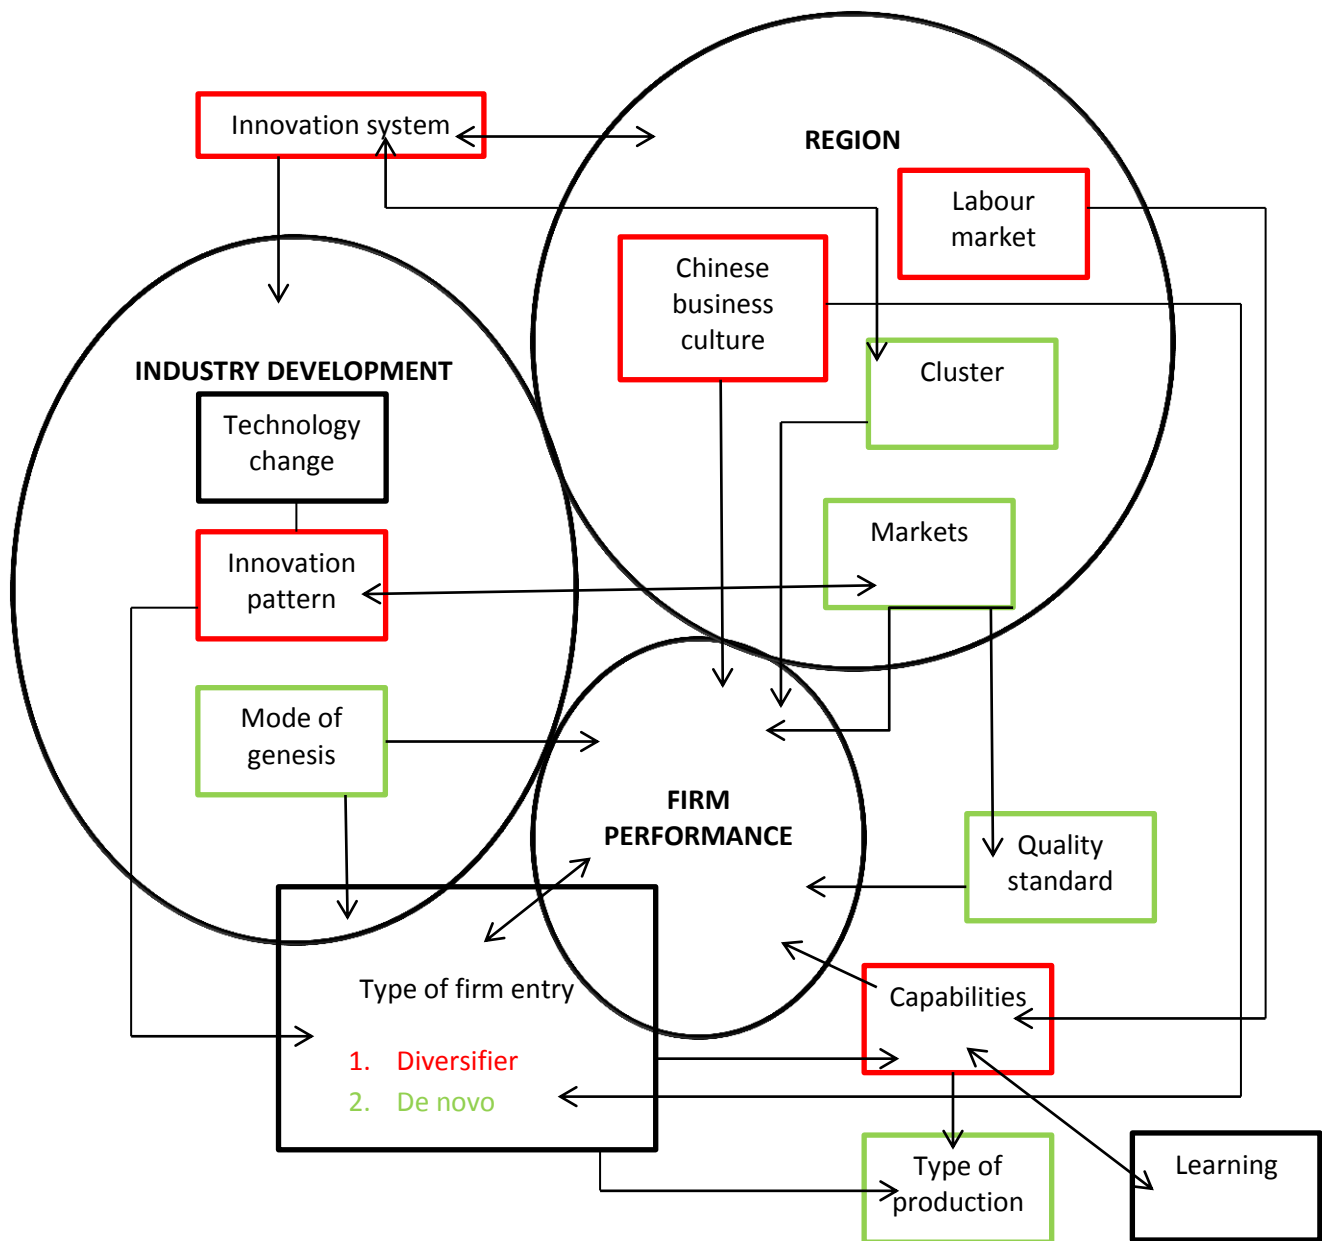 Innovation system
REGION
Labour
market
Chinese
business
culture
INDUSTRY DEVELOPMENT
Cluster
Technology
change
Markets
Innovation
pattern
Mode of
genesis
FIRM
PERFORMANCE
Quality
standard
Type of firm entry
Capabilities
1. Diversifier
2. De novo
Type of
production
Learning